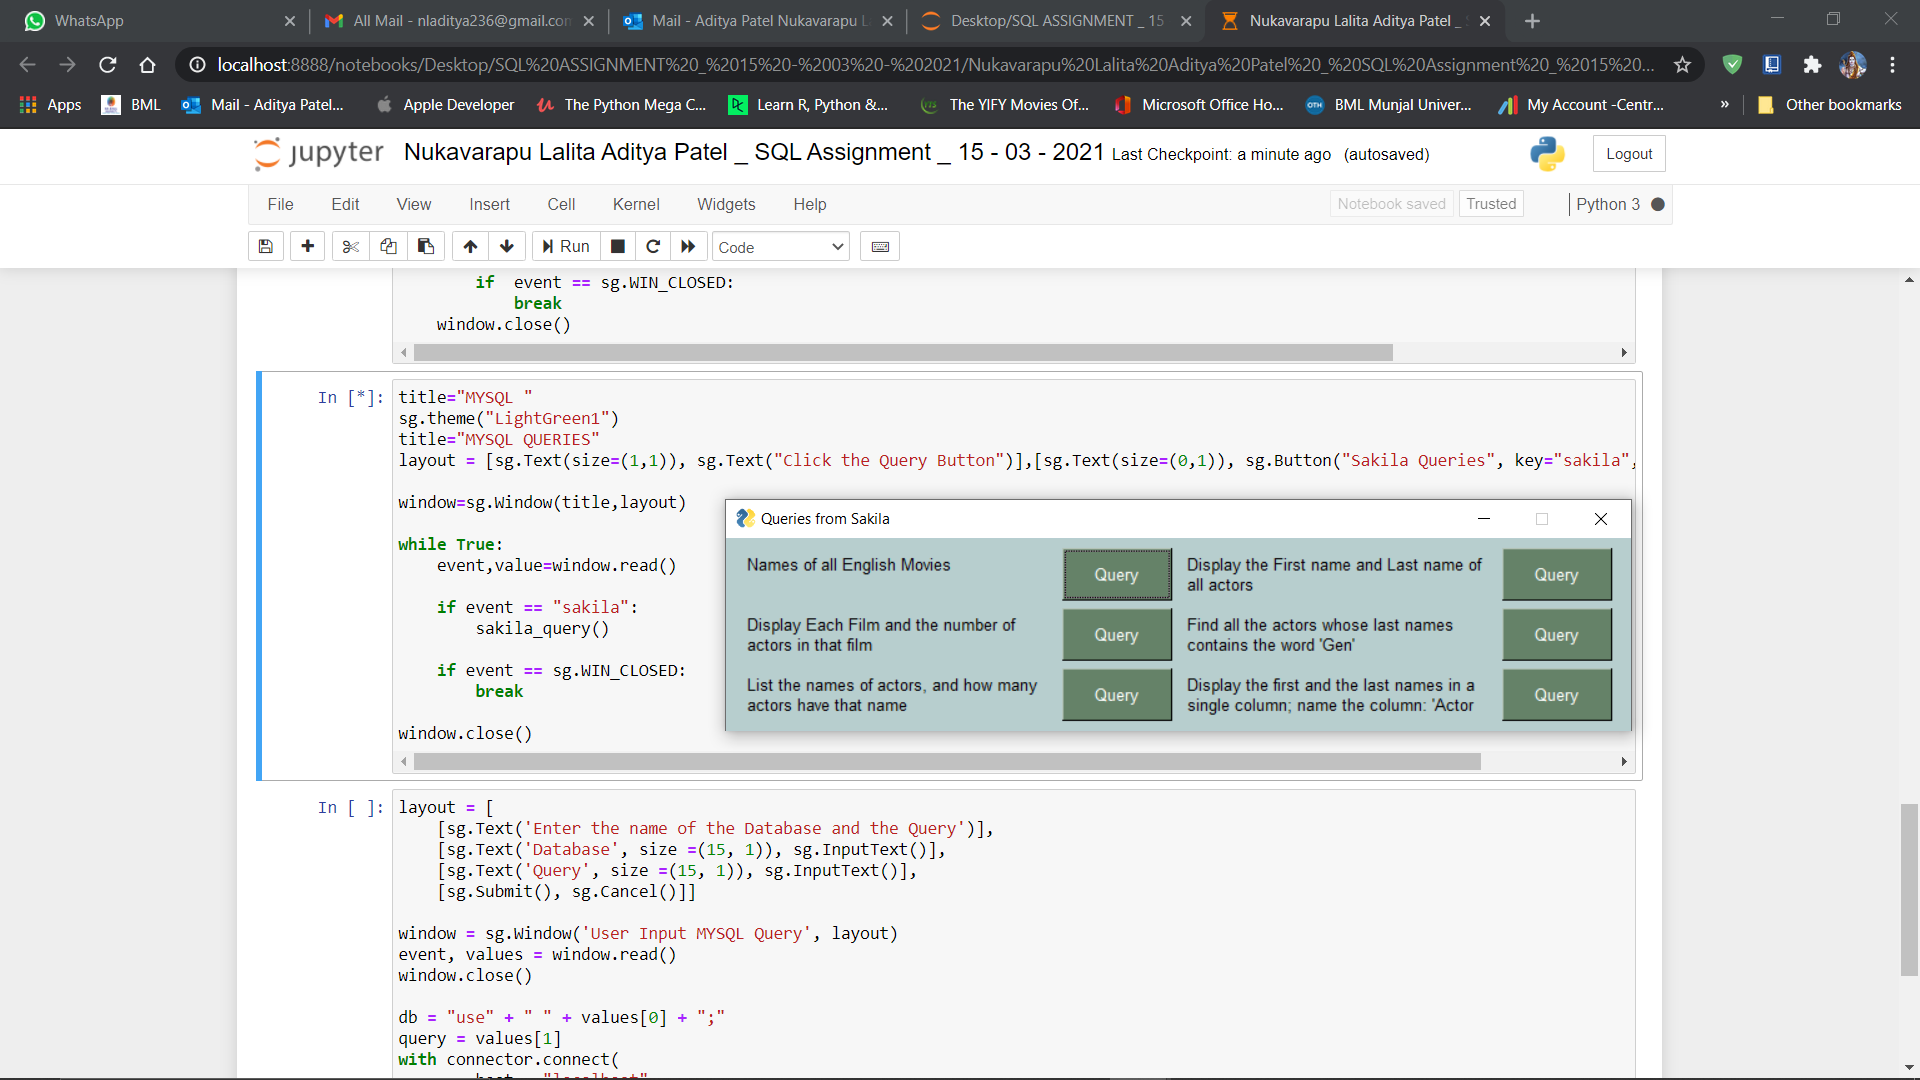 WhatsApp
All Mail - nladitya236@gmail.com
Mail - Aditya Patel Nukavarapu L
Desktop/SQL ASSIGNMENT _ 15
Nukavarapu Lalita Aditya Patel _
localhost:8888/notebooks/Desktop/SQL%20ASSIGNMENT%20_%2015%20-%2003%20-%202021/Nukavarapu%20Lalita%20Aditya%20Patel%20_%20SQL%20Assignment%20_%2015%20...
Apps
BML
Mail - Aditya Patel...
Apple Developer
The Python Mega C...
Learn R, Python &...
The YIFY Movies Of...
Microsoft Office Ho...
BML Munjal Univer...
My Account -Centr...
»
Other bookmarks
jupyter Nukavarapu Lalita Aditya Patel _ SQL Assignment _ 15 - 03 - 2021 Last Checkpoint: a minute ago (autosaved)
Logout
File Edit View Insert Cell Kernel Widgets Help
Notebook saved Trusted Python 3
Run Code
if  event == sg.WIN_CLOSED:
break
window.close()
In [*]:
title="MYSQL "
sg.theme("LightGreen1")
title="MYSQL QUERIES"
layout = [sg.Text(size=(1,1)), sg.Text("Click the Query Button")],[sg.Text(size=(0,1)), sg.Button("Sakila Queries", key="sakila",
window=sg.Window(title,layout)
while True:
event,value=window.read()
if event == "sakila":
sakila_query()
if event == sg.WIN_CLOSED:
break
window.close()
Queries from Sakila
Names of all English Movies
Query
Display the First name and Last name of
all actors
Query
Display Each Film and the number of
actors in that film
Query
Find all the actors whose last names
contains the word 'Gen'
Query
List the names of actors, and how many
actors have that name
Query
Display the first and the last names in a
single column; name the column: 'Actor
Query
In [ ]:
layout = [
[sg.Text('Enter the name of the Database and the Query')],
[sg.Text('Database', size =(15, 1)), sg.InputText()],
[sg.Text('Query', size =(15, 1)), sg.InputText()],
[sg.Submit(), sg.Cancel()]]
window = sg.Window('User Input MYSQL Query', layout)
event, values = window.read()
window.close()
db = "use" + " " + values[0] + ";"
query = values[1]
with connector.connect(